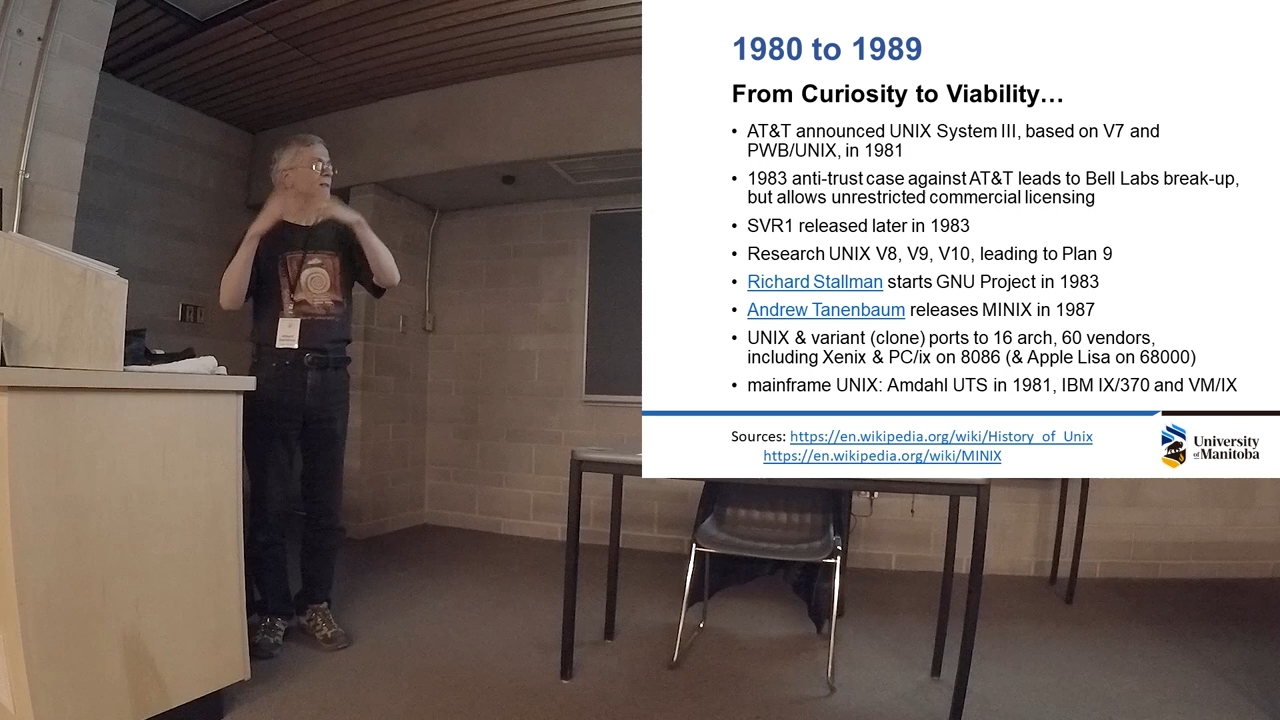 1980 to 1989
From Curiosity to Viability…
• AT&T announced UNIX System III, based on V7 and
PWB/UNIX, in 1981
• 1983 anti-trust case against AT&T leads to Bell Labs break-up,
but allows unrestricted commercial licensing
• SVR1 released later in 1983
• Research UNIX V8, V9, V10, leading to Plan 9
• Richard Stallman starts GNU Project in 1983
• Andrew Tanenbaum releases MINIX in 1987
• UNIX & variant (clone) ports to 16 arch, 60 vendors,
including Xenix & PC/ix on 8086 (& Apple Lisa on 68000)
• mainframe UNIX: Amdahl UTS in 1981, IBM IX/370 and VM/IX
Sources: https://en.wikipedia.org/wiki/History_of_Unix
https://en.wikipedia.org/wiki/MINIX
University
of Manitoba